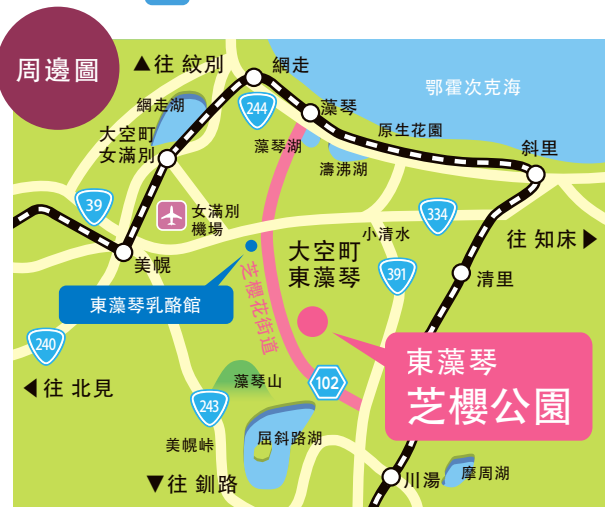 周邊圖
▲往 紋別
網走
鄂霍次克海
網走湖
244
藻琴
原生花園
大空町
女滿別
藻琴湖
濤沸湖
斜里
39
女滿別
機場
334
小清水
往 知床▶
美幌
大空町
東藻琴
391
清里
東藻琴乳酪館
芝櫻花街道
240
東藻琴
芝櫻公園
◀往 北見
藻琴山
102
243
美幌峠
屈斜路湖
▼往 釧路
川湯
摩周湖